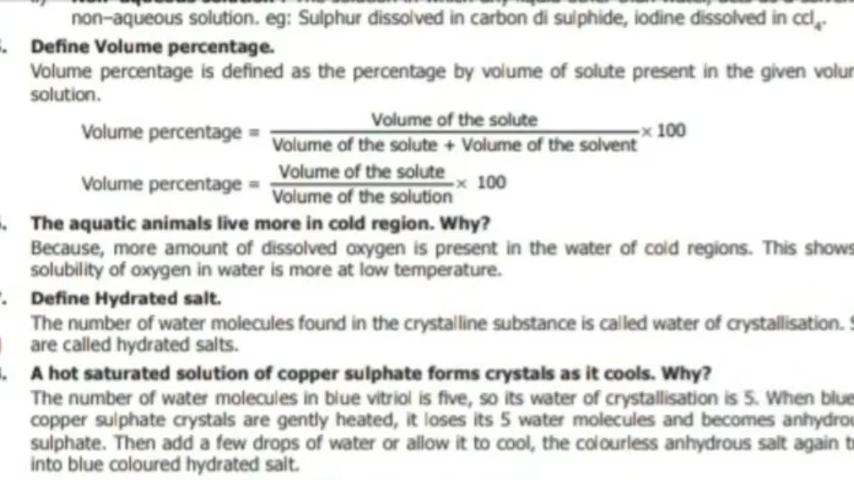 non-aqueous solution. eg: Sulphur dissolved in carbon di sulphide, iodine dissolved in ccl₄.
Define Volume percentage.
Volume percentage is defined as the percentage by volume of solute present in the given
solution.
Volume percentage = Volume of the solute / Volume of the solute + Volume of the solvent × 100
Volume percentage = Volume of the solute / Volume of the solution × 100
The aquatic animals live more in cold region. Why?
Because, more amount of dissolved oxygen is present in the water of cold regions. This shows
solubility of oxygen in water is more at low temperature.
Define Hydrated salt.
The number of water molecules found in the crystalline substance is called water of crystallisation.
are called hydrated salts.
A hot saturated solution of copper sulphate forms crystals as it cools. Why?
The number of water molecules in blue vitriol is five, so its water of crystallisation is 5. When blue
copper sulphate crystals are gently heated, it loses its 5 water molecules and becomes
sulphate. Then add a few drops of water or allow it to cool, the colourless anhydrous salt again
into blue coloured hydrated salt.